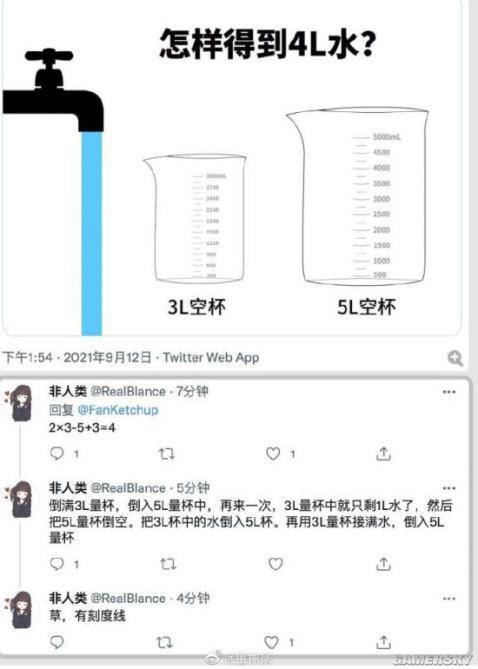 怎样得到4L水?
3000mL
2700
2400
2100
1800
1500
1200
900
600
300
5000mL
4500
4000
3500
3000
2500
2000
1500
1000
500
3L空杯
5L空杯
下午1:54 · 2021年9月12日 · Twitter Web App
非人类 @RealBlance · 7分钟
回复 @FanKetchup
2×3-5+3=4
1
1
非人类 @RealBlance · 5分钟
倒满3L量杯，倒入5L量杯中，再来一次，3L量杯中就只剩1L水了，然后
把5L量杯倒空。把3L杯中的水倒入5L杯。再用3L量杯接满水，倒入5L
量杯
1
非人类 @RealBlance · 4分钟
草，有刻度线
1
GAMERSKY